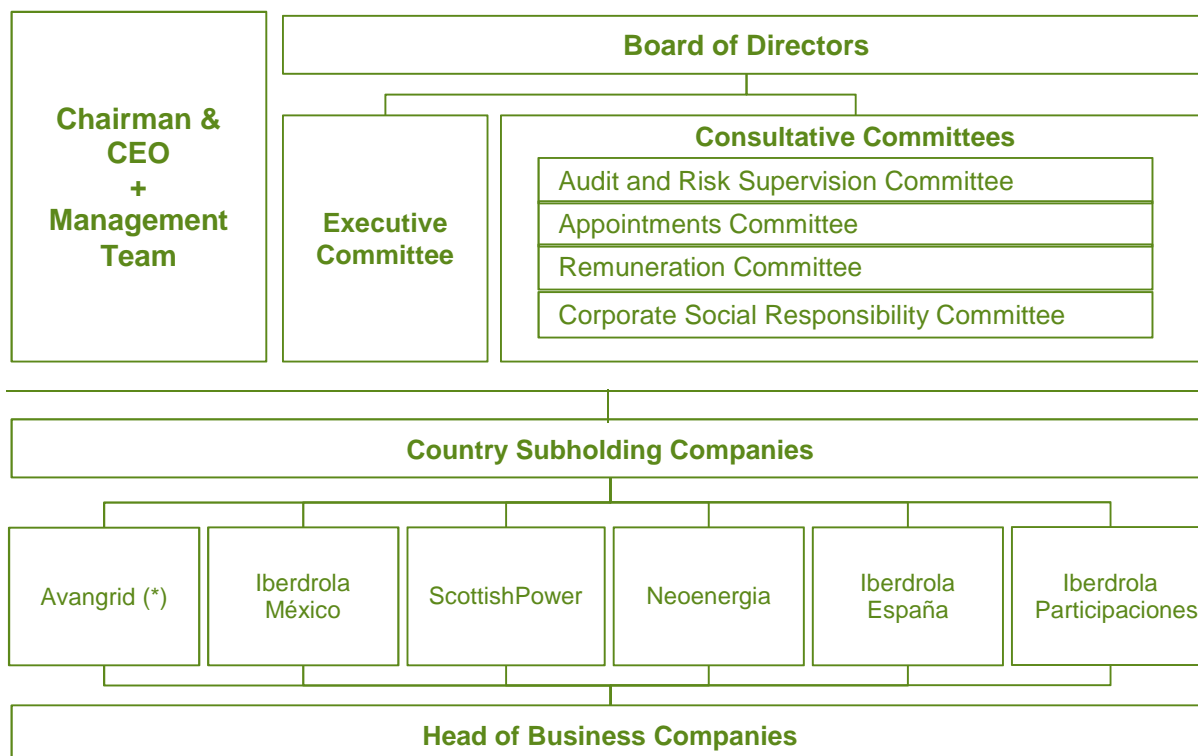 Chairman &
CEO
+
Management
Team
Board of Directors
Executive
Committee
Consultative Committees
Audit and Risk Supervision Committee
Appointments Committee
Remuneration Committee
Corporate Social Responsibility Committee
Country Subholding Companies
Avangrid (*)
Iberdrola
México
ScottishPower
Neoenergia
Iberdrola
España
Iberdrola
Participaciones
Head of Business Companies